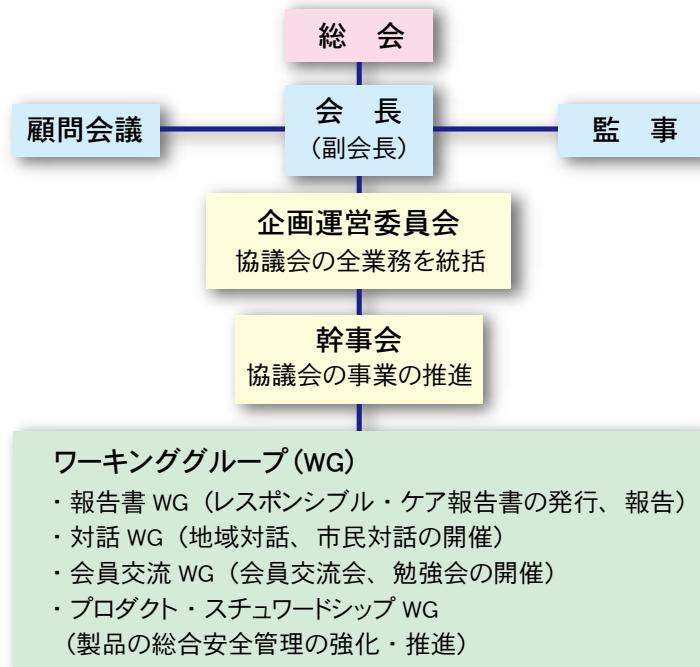 総　会
顧問会議
会　長
（副会長）
監　事
企画運営委員会
協議会の全業務を統括
幹事会
協議会の事業の推進
ワーキンググループ（WG）
・報告書 WG（レスポンシブル・ケア報告書の発行、報告）
・対話 WG（地域対話、市民対話の開催）
・会員交流 WG（会員交流会、勉強会の開催）
・プロダクト・スチュワードシップ WG
（製品の総合安全管理の強化・推進）